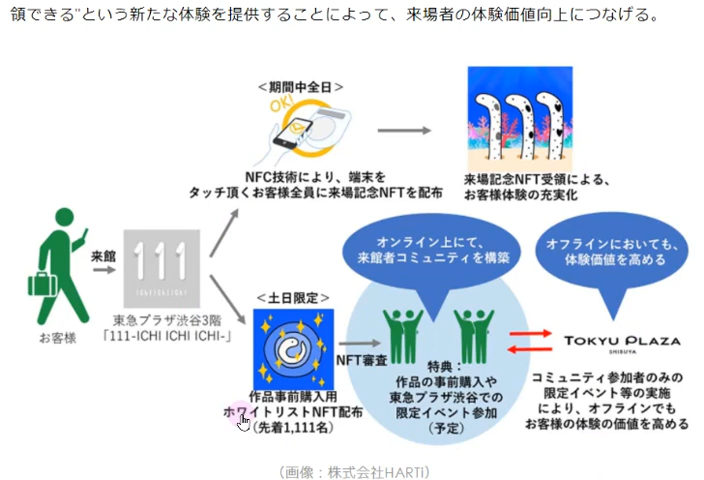 領できる"という新たな体験を提供することによって、来場者の体験価値向上につなげる。
＜期間中全日＞
OK!
NFC技術により、端末を
タッチ頂くお客様全員に来場記念NFTを配布
来場記念NFT受領による、
お客様体験の充実化
来館
111
ICHI ICHI ICHI
お客様
東急プラザ渋谷3階
「111-ICHI ICHI ICHI-」
＜土日限定＞
作品事前購入用
ホワイトリストNFT配布
(先着1,111名)
NFT審査
オンライン上にて、
来館者コミュニティを構築
特典：
作品の事前購入や
東急プラザ渋谷での
限定イベント参加
（予定）
オフラインにおいても、
体験価値を高める
TOKYU PLAZA
SHIBUYA
コミュニティ参加者のみの
限定イベント等の実施
により、オフラインでも
お客様の体験の価値を高める
（画像：株式会社HARTi）